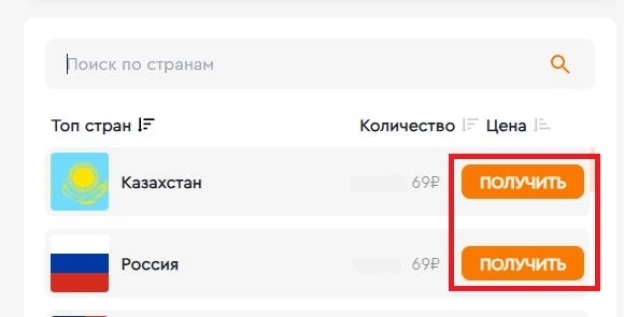 Поиск по странам
Топ стран Количество Цена
Казахстан 69₽ ПОЛУЧИТЬ
Россия 69₽ ПОЛУЧИТЬ